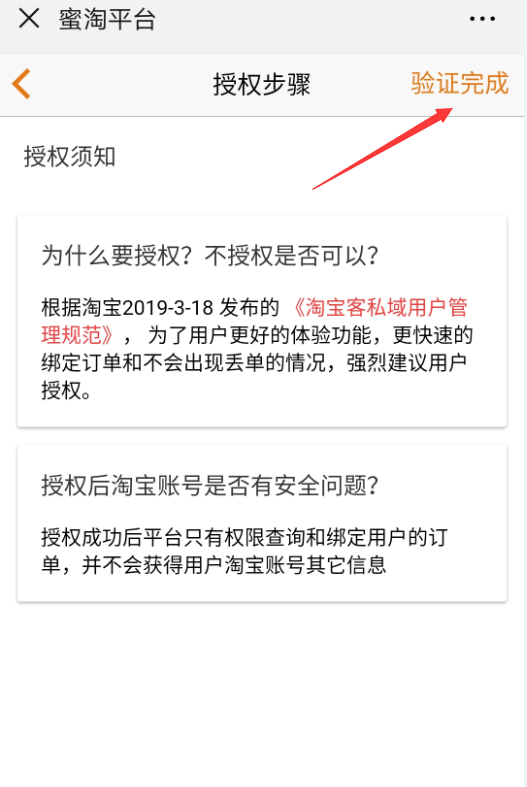 蜜淘平台
授权步骤
验证完成
授权须知
为什么要授权？不授权是否可以？
根据淘宝2019-3-18 发布的 《淘宝客私域用户管
理规范》， 为了用户更好的体验功能，更快速的
绑定订单和不会出现丢单的情况，强烈建议用户
授权。
授权后淘宝账号是否有安全问题？
授权成功后平台只有权限查询和绑定用户的订
单，并不会获得用户淘宝账号其它信息